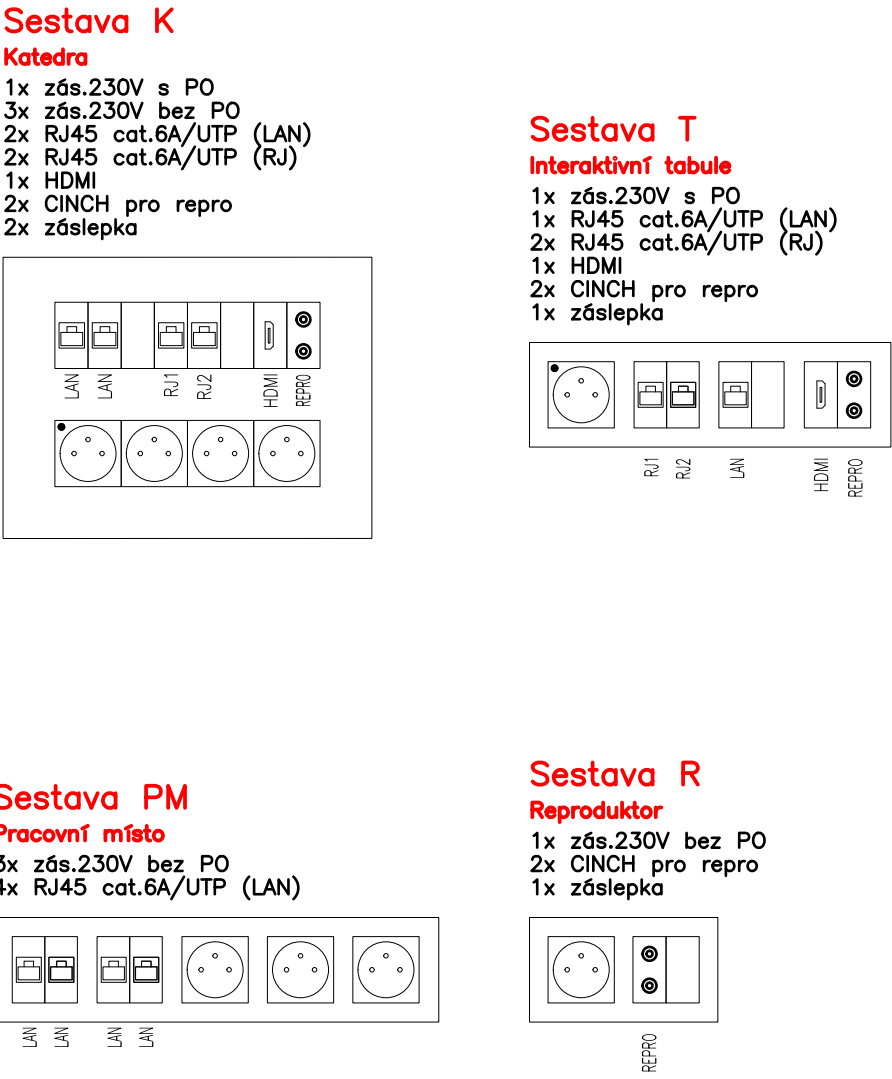 Sestava K
Katedra
1x zás.230V s PO
3x zás.230V bez PO
2x RJ45 cat.6A/UTP (LAN)
2x RJ45 cat.6A/UTP (RJ)
1x HDMI
2x CINCH pro repro
2x záslepka
LAN
LAN
RJ1
RJ2
HDMI
REPRO
Sestava T
Interaktivní tabule
1x zás.230V s PO
1x RJ45 cat.6A/UTP (LAN)
2x RJ45 cat.6A/UTP (RJ)
1x HDMI
2x CINCH pro repro
1x záslepka
RJ1
RJ2
LAN
HDMI
REPRO
Sestava PM
Pracovní místo
3x zás.230V bez PO
4x RJ45 cat.6A/UTP (LAN)
LAN
LAN
LAN
LAN
Sestava R
Reproduktor
1x zás.230V bez PO
2x CINCH pro repro
1x záslepka
REPRO